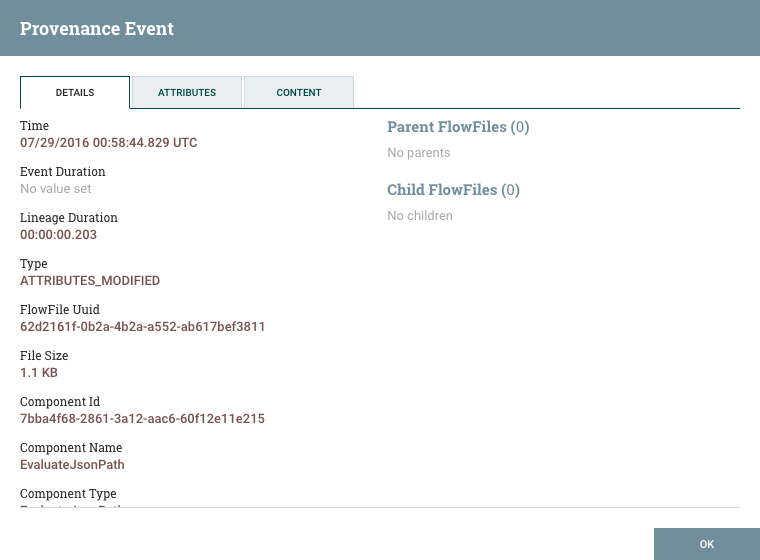 Provenance Event
DETAILS
ATTRIBUTES
CONTENT
Time
07/29/2016 00:58:44.829 UTC
Event Duration
No value set
Lineage Duration
00:00:00.203
Type
ATTRIBUTES_MODIFIED
FlowFile Uuid
62d2161f-0b2a-4b2a-a552-ab617bef3811
File Size
1.1 KB
Component Id
7bba4f68-2861-3a12-aac6-60f12e11e215
Component Name
EvaluateJsonPath
Component Type
Parent FlowFiles (0)
No parents
Child FlowFiles (0)
No children
OK